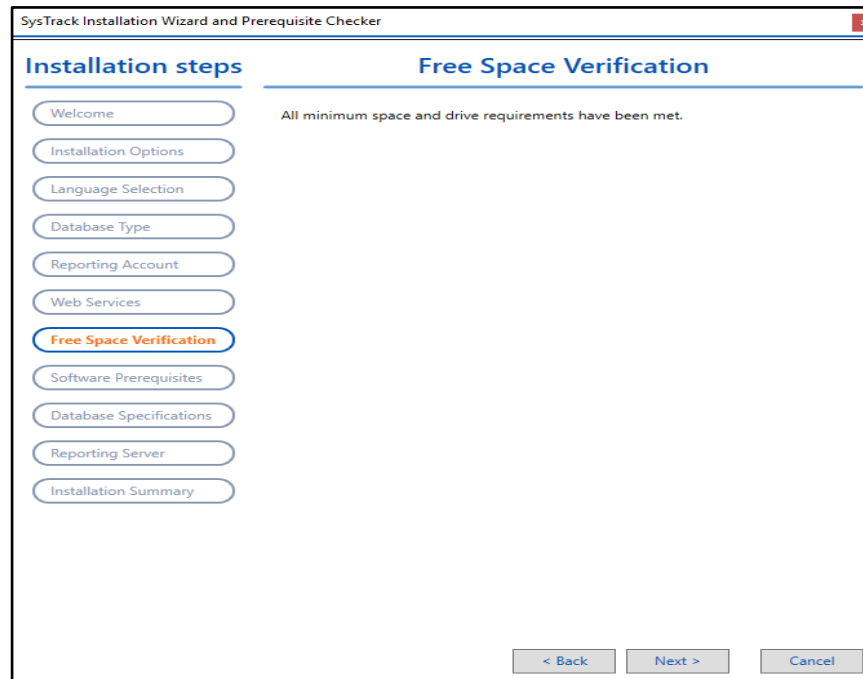 SysTrack Installation Wizard and Prerequisite Checker
Installation steps
Welcome
Installation Options
Language Selection
Database Type
Reporting Account
Web Services
Free Space Verification
Software Prerequisites
Database Specifications
Reporting Server
Installation Summary
Free Space Verification
All minimum space and drive requirements have been met.
< Back
Next >
Cancel